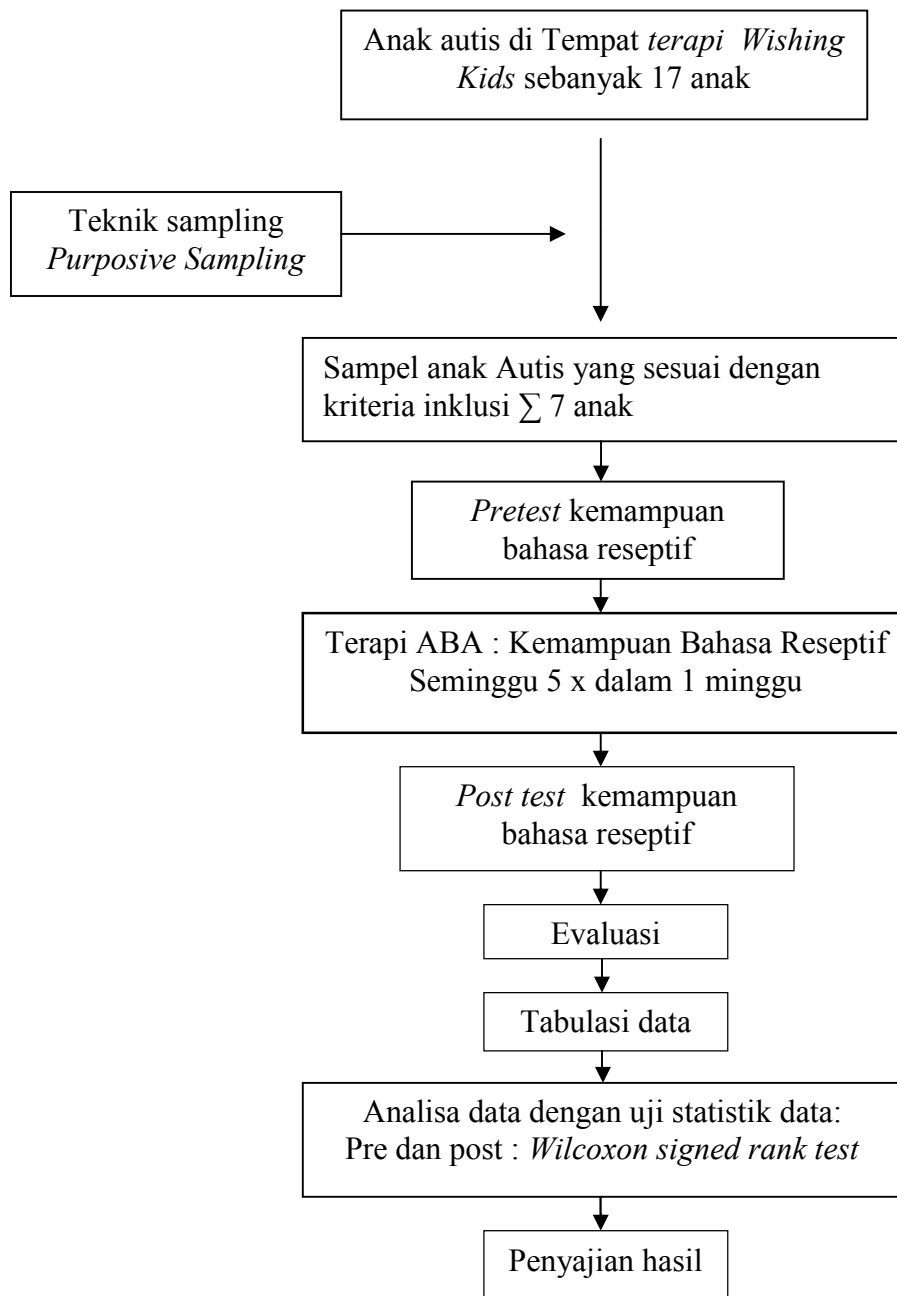 Anak autis di Tempat terapi Wishing
Kids sebanyak 17 anak
Teknik sampling
Purposive Sampling
Sampel anak Autis yang sesuai dengan
kriteria inklusi ∑ 7 anak
Pretest kemampuan
bahasa reseptif
Terapi ABA : Kemampuan Bahasa Reseptif
Seminggu 5 x dalam 1 minggu
Post test kemampuan
bahasa reseptif
Evaluasi
Tabulasi data
Analisa data dengan uji statistik data:
Pre dan post : Wilcoxon signed rank test
Penyajian hasil